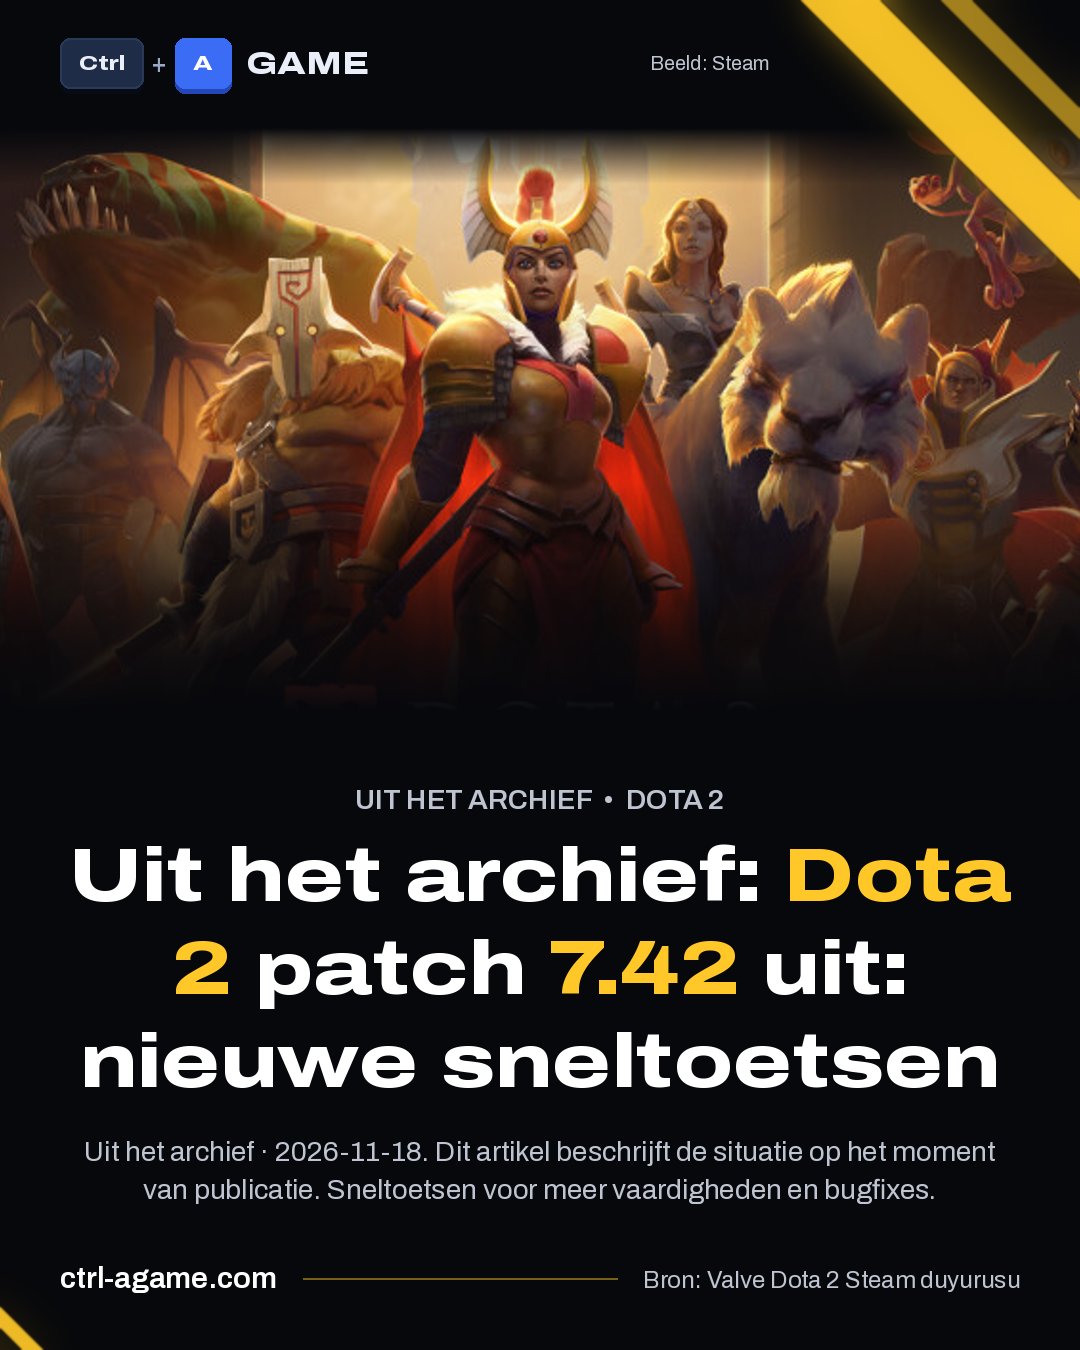 Ctrl + A GAME
Beeld: Steam
UIT HET ARCHIEF • DOTA 2
Uit het archief: Dota
2 patch 7.42 uit:
nieuwe sneltoetsen
Uit het archief · 2026-11-18. Dit artikel beschrijft de situatie op het moment
van publicatie. Sneltoetsen voor meer vaardigheden en bugfixes.
ctrl-agame.com
Bron: Valve Dota 2 Steam duyurusu